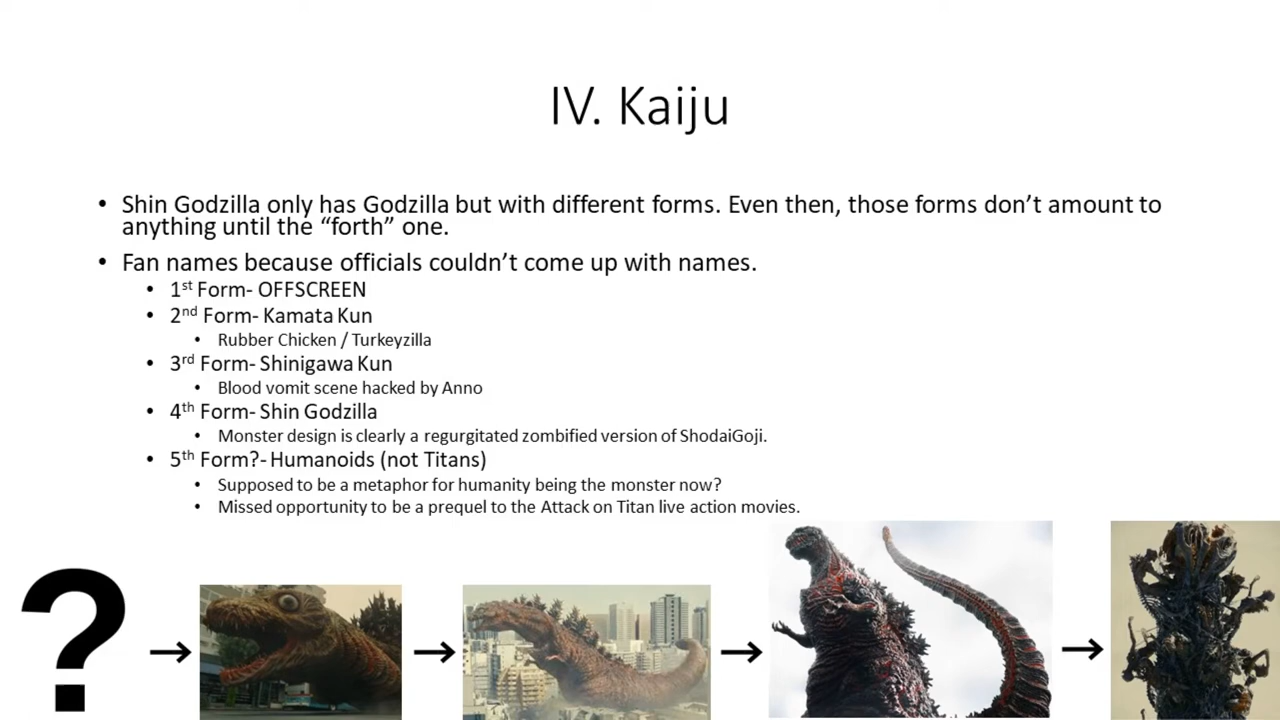 IV. Kaiju
• Shin Godzilla only has Godzilla but with different forms. Even then, those forms don’t amount to
anything until the “forth” one.
• Fan names because officials couldn’t come up with names.
• 1st Form- OFFSCREEN
• 2nd Form- Kamata Kun
• Rubber Chicken / Turkeyzilla
• 3rd Form- Shinigawa Kun
• Blood vomit scene hacked by Anno
• 4th Form- Shin Godzilla
• Monster design is clearly a regurgitated zombified version of ShodaiGoji.
• 5th Form?- Humanoids (not Titans)
• Supposed to be a metaphor for humanity being the monster now?
• Missed opportunity to be a prequel to the Attack on Titan live action movies.
?